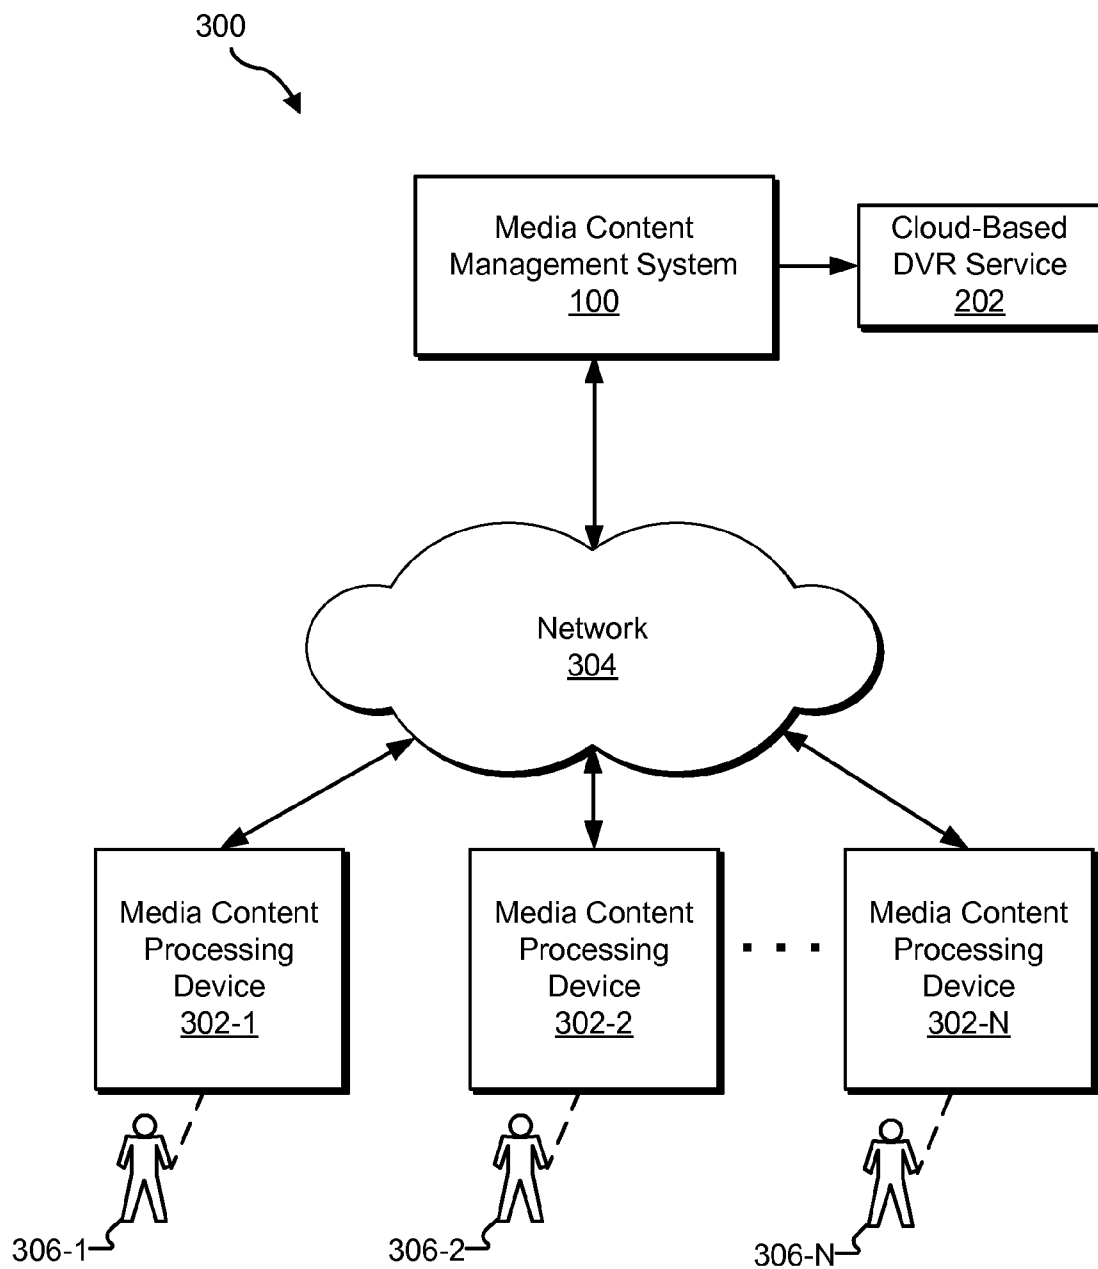 300
Media Content
Management System
100
Cloud-Based
DVR Service
202
Network
304
Media Content
Processing
Device
302-1
Media Content
Processing
Device
302-2
Media Content
Processing
Device
302-N
306-1
306-2
306-N